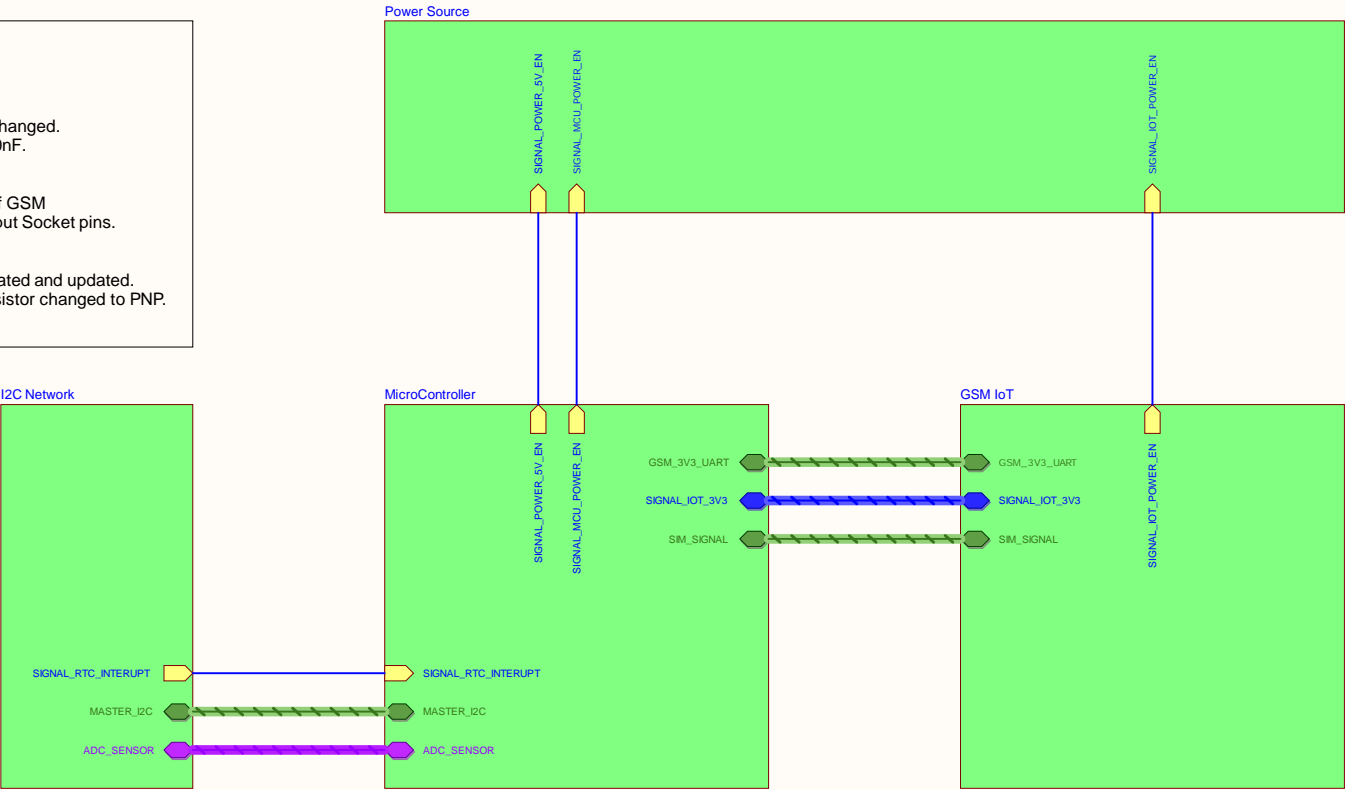 Power Source
SIGNAL_POWER_5V_EN
SIGNAL_MCU_POWER_EN
SIGNAL_IOT_POWER_EN
hanged.
nF.
GSM
out Socket pins.
ated and updated.
sistor changed to PNP.
I2C Network
SIGNAL_RTC_INTERUPT
MASTER_I2C
ADC_SENSOR
MicroController
SIGNAL_POWER_5V_EN
SIGNAL_MCU_POWER_EN
GSM_3V3_UART
SIGNAL_IOT_3V3
SIM_SIGNAL
SIGNAL_RTC_INTERUPT
MASTER_I2C
ADC_SENSOR
GSM IoT
GSM_3V3_UART
SIGNAL_IOT_3V3
SIM_SIGNAL
SIGNAL_IOT_POWER_EN